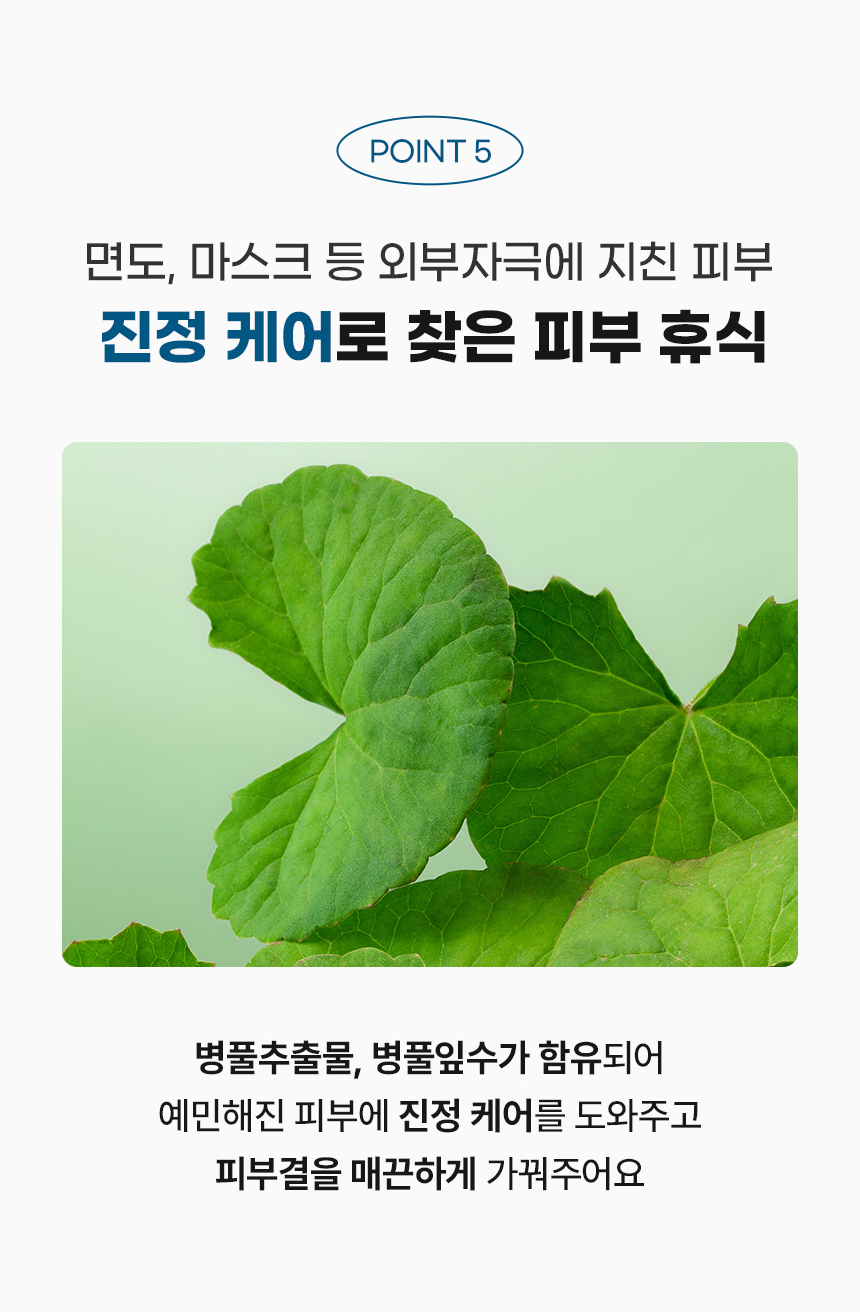 POINT 5
면도, 마스크 등 외부자극에 지친 피부
진정 케어로 찾은 피부 휴식
병풀추출물, 병풀잎수가 함유되어
예민해진 피부에 진정 케어를 도와주고
피부결을 매끈하게 가꿔주어요